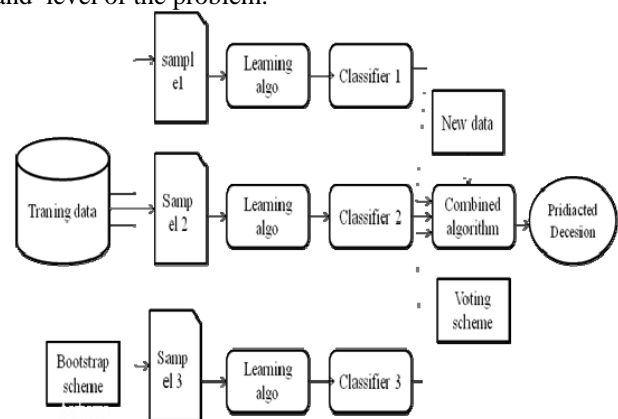 and level of the problem.
sampl
e1
Learning
algo
Classifier 1
New data
Traning data
Samp
el 2
Learning
algo
Classifier 2
Combined
algorithm
Pridiacted
Decesion
Voting
scheme
Bootstrap
scheme
Samp
el 3
Learning
algo
Classifier 3